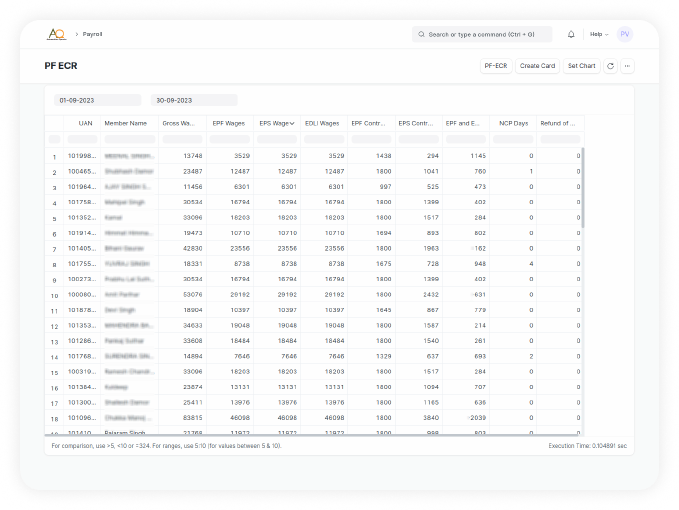 AQ > Payroll Search or type a command (Ctrl + G) Help PV
PF ECR PF-ECR Create Card Set Chart ...
01-09-2023 30-09-2023
UAN Member Name Gross Wa... EPF Wages EPS Wage EDLI Wages EPF Contr... EPS Contr... EPF and E... NCP Days Refund of ...
1 101998... 13748 3529 3529 3529 1438 294 1145 0 0
2 100465... Shubhash Damor 23487 12487 12487 12487 1800 1041 760 1 0
3 101964... AJAY SINGH S... 11456 6301 6301 6301 997 525 473 0 0
4 101758... Mahipal Singh 30534 16794 16794 16794 1800 1399 402 0 0
5 101352... Kamal 33096 18203 18203 18203 1800 1517 284 0 0
6 101914... 19473 10710 10710 10710 1694 893 802 0 0
7 101405... 42830 23556 23556 23556 1800 1963 -162 0 0
8 101755... YUVRAJ SINGH 18331 8738 8738 8738 1675 728 948 4 0
9 100273... 30534 16794 16794 16794 1800 1399 402 0 0
10 100080... Amit Parihar 53076 29192 29192 29192 1800 2432 -631 0 0
11 101878... Devi Singh 18904 10397 10397 10397 1645 867 779 0 0
12 101353... MAHENDRA BA... 34633 19048 19048 19048 1800 1587 214 0 0
13 101286... Pankaj Suthar 33608 18484 18484 18484 1800 1540 261 0 0
14 101768... SURENDRA SIN... 14894 7646 7646 7646 1329 637 693 2 0
15 100319... Ramesh Chandr... 33096 18203 18203 18203 1800 1517 284 0 0
16 101384... Kuldeep 23874 13131 13131 13131 1800 1094 707 0 0
17 101300... Shailesh Damor 25411 13976 13976 13976 1800 1165 636 0 0
18 101096... 83815 46098 46098 46098 1800 3840 -2039 0 0
19 101410... Balaram Singh 21768 11972 11972 11972 1800 998 803 0 0
For comparison, use >5, <10 or =324. For ranges, use 5:10 (for values between 5 & 10). Execution Time: 0.104891 sec